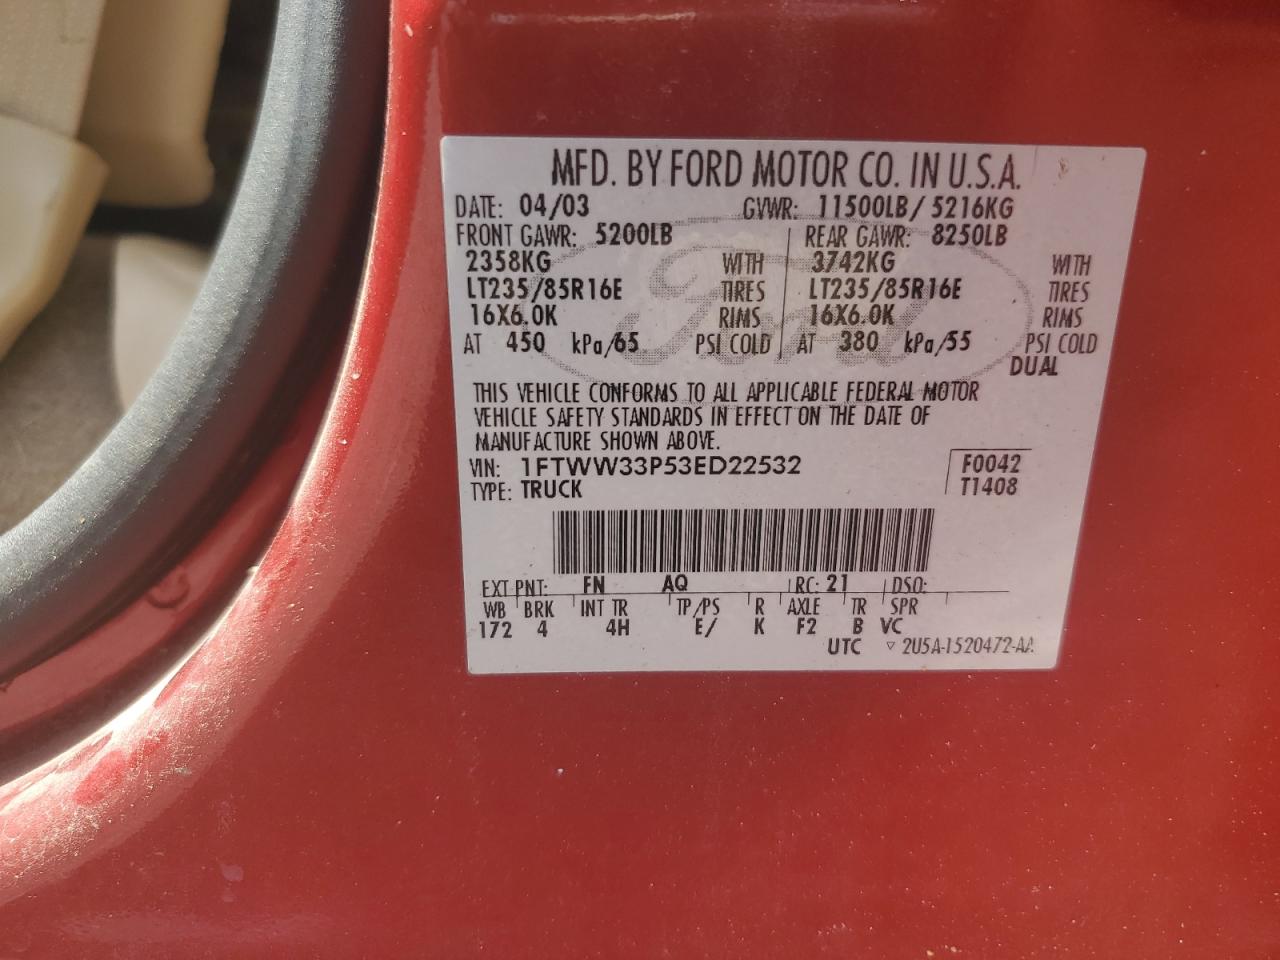 MFD. BY FORD MOTOR CO. IN U.S.A.
DATE: 04/03 GVWR: 11500LB/ 5216KG
FRONT GAWR: 5200LB REAR GAWR: 8250LB
2358KG WITH 3742KG WITH
LT235/85R16E TIRES LT235/85R16E TIRES
16X6.0K RIMS 16X6.0K RIMS
AT 450 kPa/65 PSI COLD AT 380 kPa/55 PSI COLD
DUAL
Ford
THIS VEHICLE CONFORMS TO ALL APPLICABLE FEDERAL MOTOR
VEHICLE SAFETY STANDARDS IN EFFECT ON THE DATE OF
MANUFACTURE SHOWN ABOVE.
VIN: 1FTWW33P53ED22532 F0042
TYPE: TRUCK T1408
EXT PNT: FN AQ RC: 21 DSO:
WB BRK INT TR TP/PS R AXLE TR SPR
172 4 4H E/ K F2 B VC
UTC ▽ 2U5A-1520472-AA